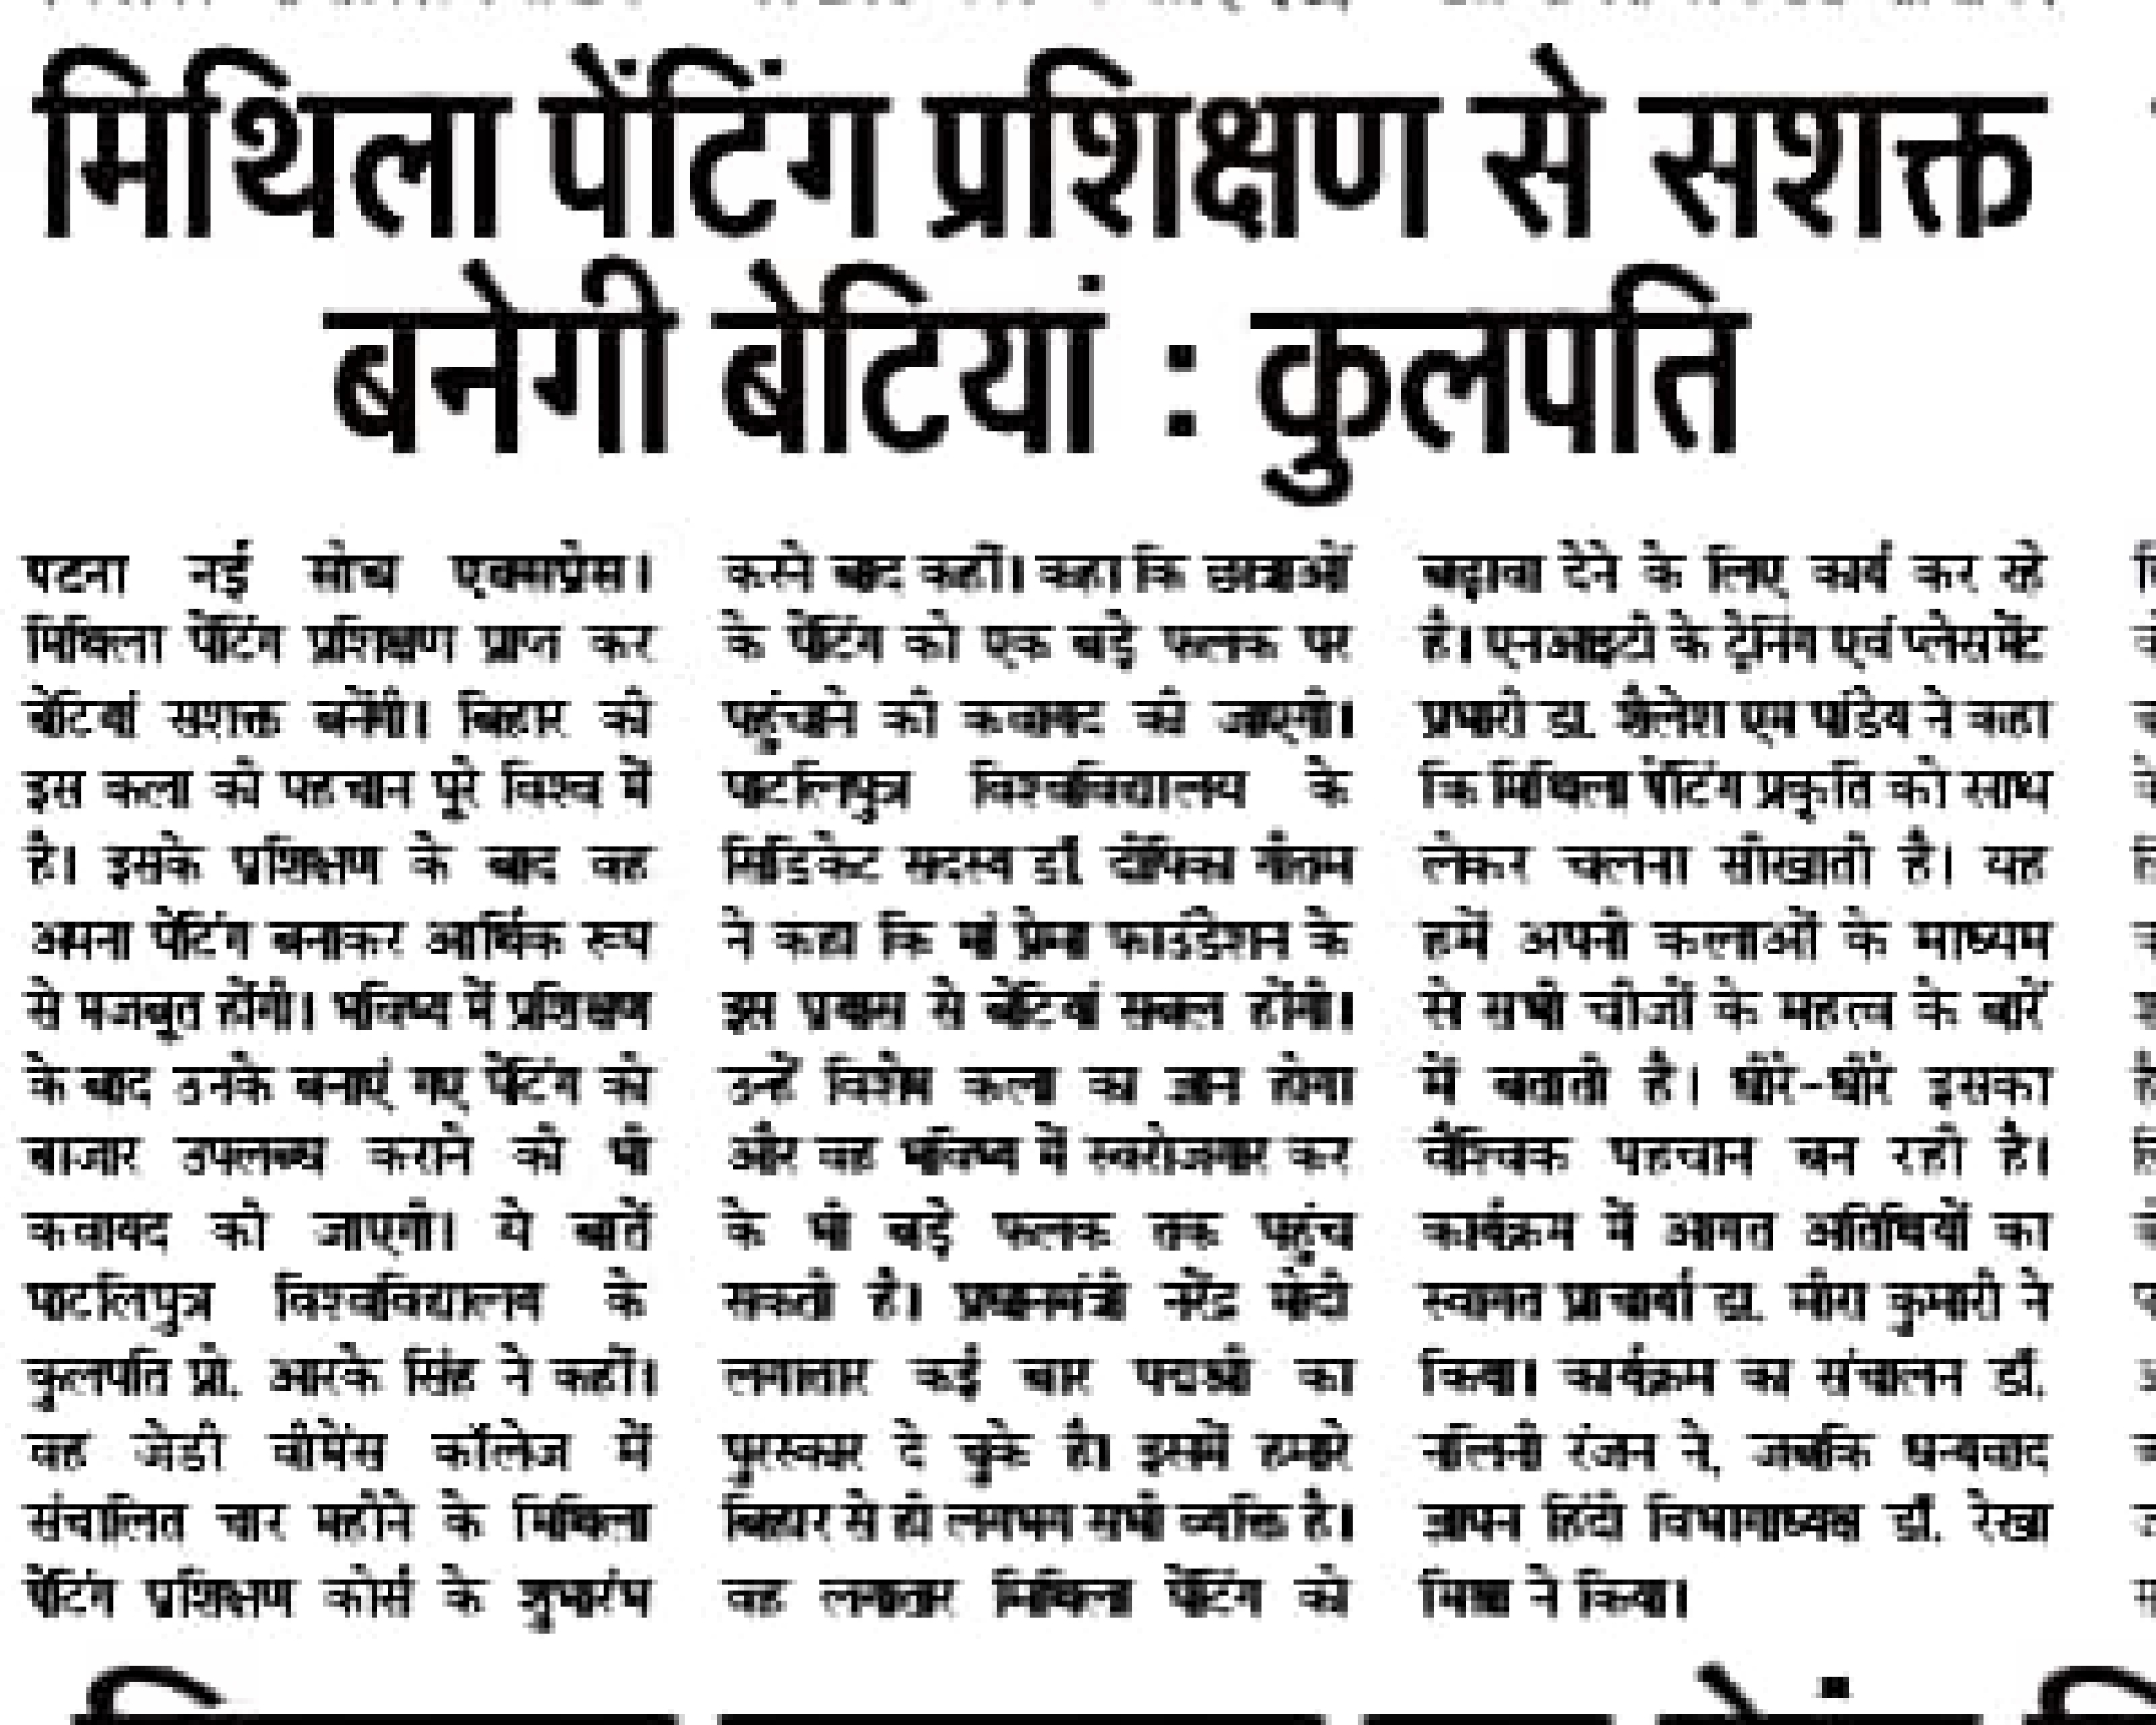 मिथिला पेंटिंग प्रशिक्षण से सशक्त
बनेगी बेटियां : कुलपति
पटना नई सोच एक्सप्रेस।
मिथिला पेंटिंग प्रशिक्षण प्राप्त कर
बेटियां सशक्त बनेंगी। बिहार की
इस कला की पहचान पूरे विश्व में
है। इसके प्रशिक्षण के बाद वह
अपना पेंटिंग बनाकर आर्थिक रूप
से मजबूत होंगी। भविष्य में प्रशिक्षण
के बाद उनके बनाएं गए पेंटिंग को
बाजार उपलब्ध कराने को भी
कवायद की जाएगी। ये बातें
पाटलिपुत्र विश्वविद्यालय के
कुलपति प्रो. आरके सिंह ने कहीं।
वह जेडी वीमेंस कॉलेज में
संचालित चार महीने के मिथिला
पेंटिंग प्रशिक्षण कोर्स के शुभारंभ
करने बाद कहीं। कहा कि छात्राओं
के पेंटिंग को एक बड़े फलक पर
पहुंचाने की कवायद की जाएगी।
पाटलिपुत्र विश्वविद्यालय के
सिंडिकेट सदस्य डॉ. दीपिका गौतम
ने कहा कि मां प्रेमा फाउंडेशन के
इस प्रयास से बेटियां सबल होंगी।
उन्हें विशेष कला का ज्ञान होगा
और वह भविष्य में स्वरोजगार कर
के भी बड़े फलक तक पहुंच
सकती है। प्रधानमंत्री नरेंद्र मोदी
लगातार कई बार पद्मश्री का
पुरस्कार दे चुके है। इसमें हमारे
बिहार से ही लगभग सभी व्यक्ति है।
वह लगातार मिथिला पेंटिंग को
बढ़ावा देने के लिए कार्य कर रहे
है। एनआइटी के ट्रेनिंग एवं प्लेसमेंट
प्रभारी डा. शैलेश एम पांडेय ने कहा
कि मिथिला पेंटिंग प्रकृति को साथ
लेकर चलना सीखाती है। यह
हमें अपनी कलाओं के माध्यम
से सभी चीजों के महत्व के बारें
में बताती है। धीरे-धीरे इसका
वैश्विक पहचान बन रही है।
कार्यक्रम में आगत अतिथियों का
स्वागत प्राचार्या डा. मीरा कुमारी ने
किया। कार्यक्रम का संचालन डॉ.
नलिनी रंजन ने, जबकि धन्यवाद
ज्ञापन हिंदी विभागाध्यक्ष डॉ. रेखा
मिश्रा ने किया।